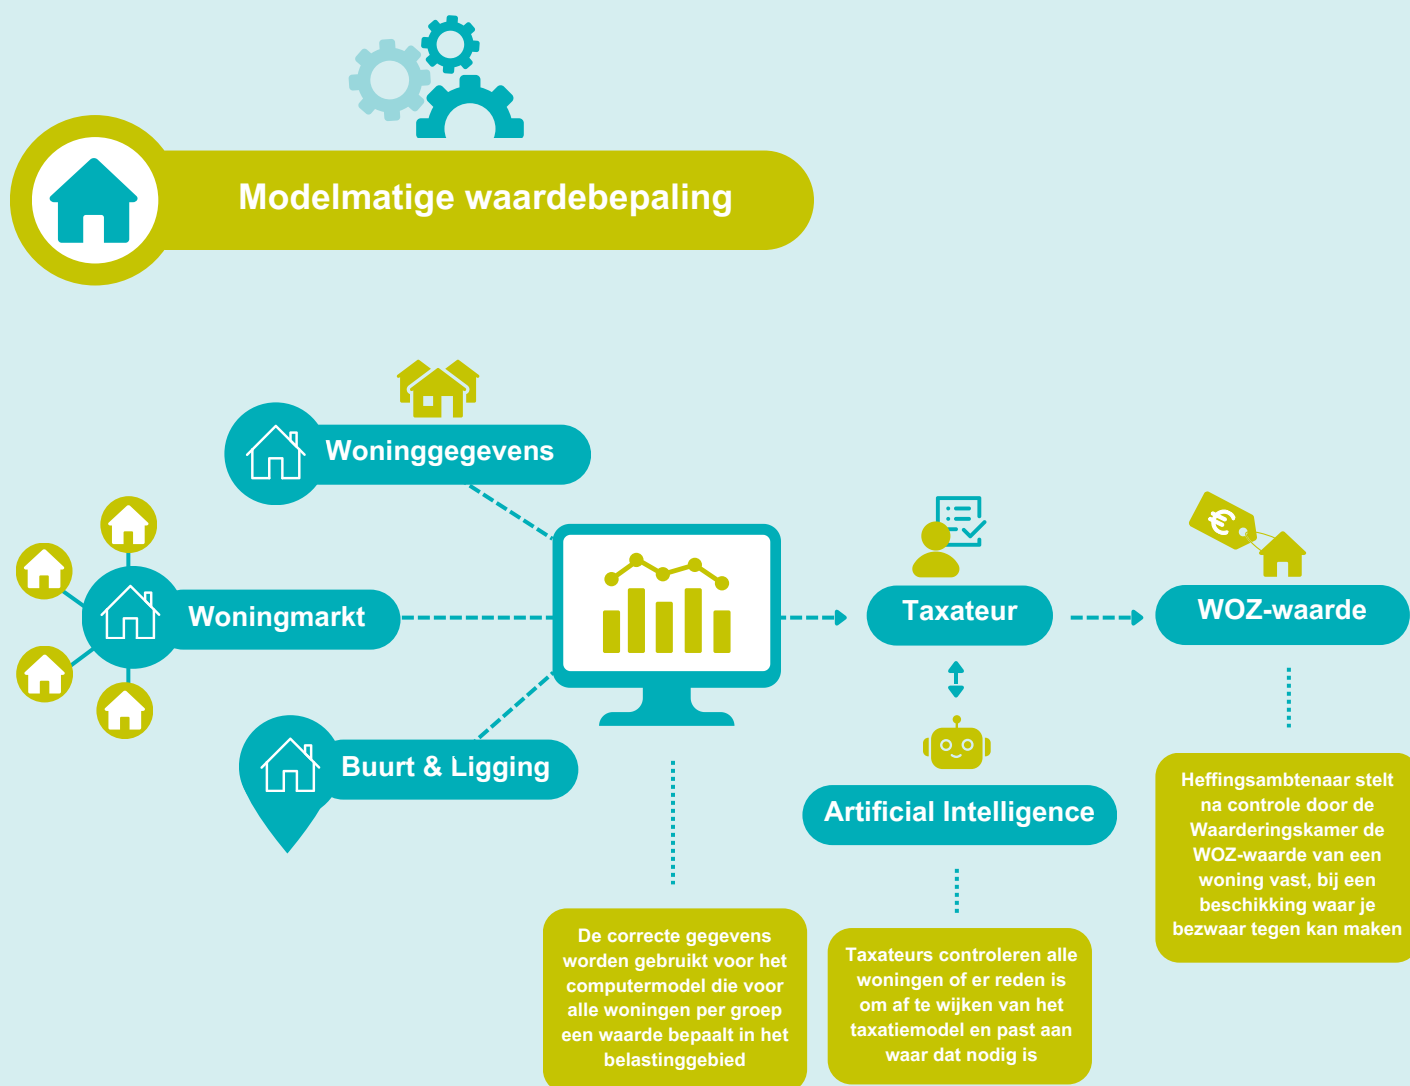 Modelmatige waardebepaling
Woninggegevens
Woningmarkt
Buurt & Ligging
Taxateur
€
WOZ-waarde
Artificial Intelligence
De correcte gegevens
worden gebruikt voor het
computermodel die voor
alle woningen per groep
een waarde bepaalt in het
belastinggebied
Taxateurs controleren alle
woningen of er reden is
om af te wijken van het
taxatiemodel en past aan
waar dat nodig is
Heffingsambtenaar stelt
na controle door de
Waarderingskamer de
WOZ-waarde van een
woning vast, bij een
beschikking waar je
bezwaar tegen kan maken